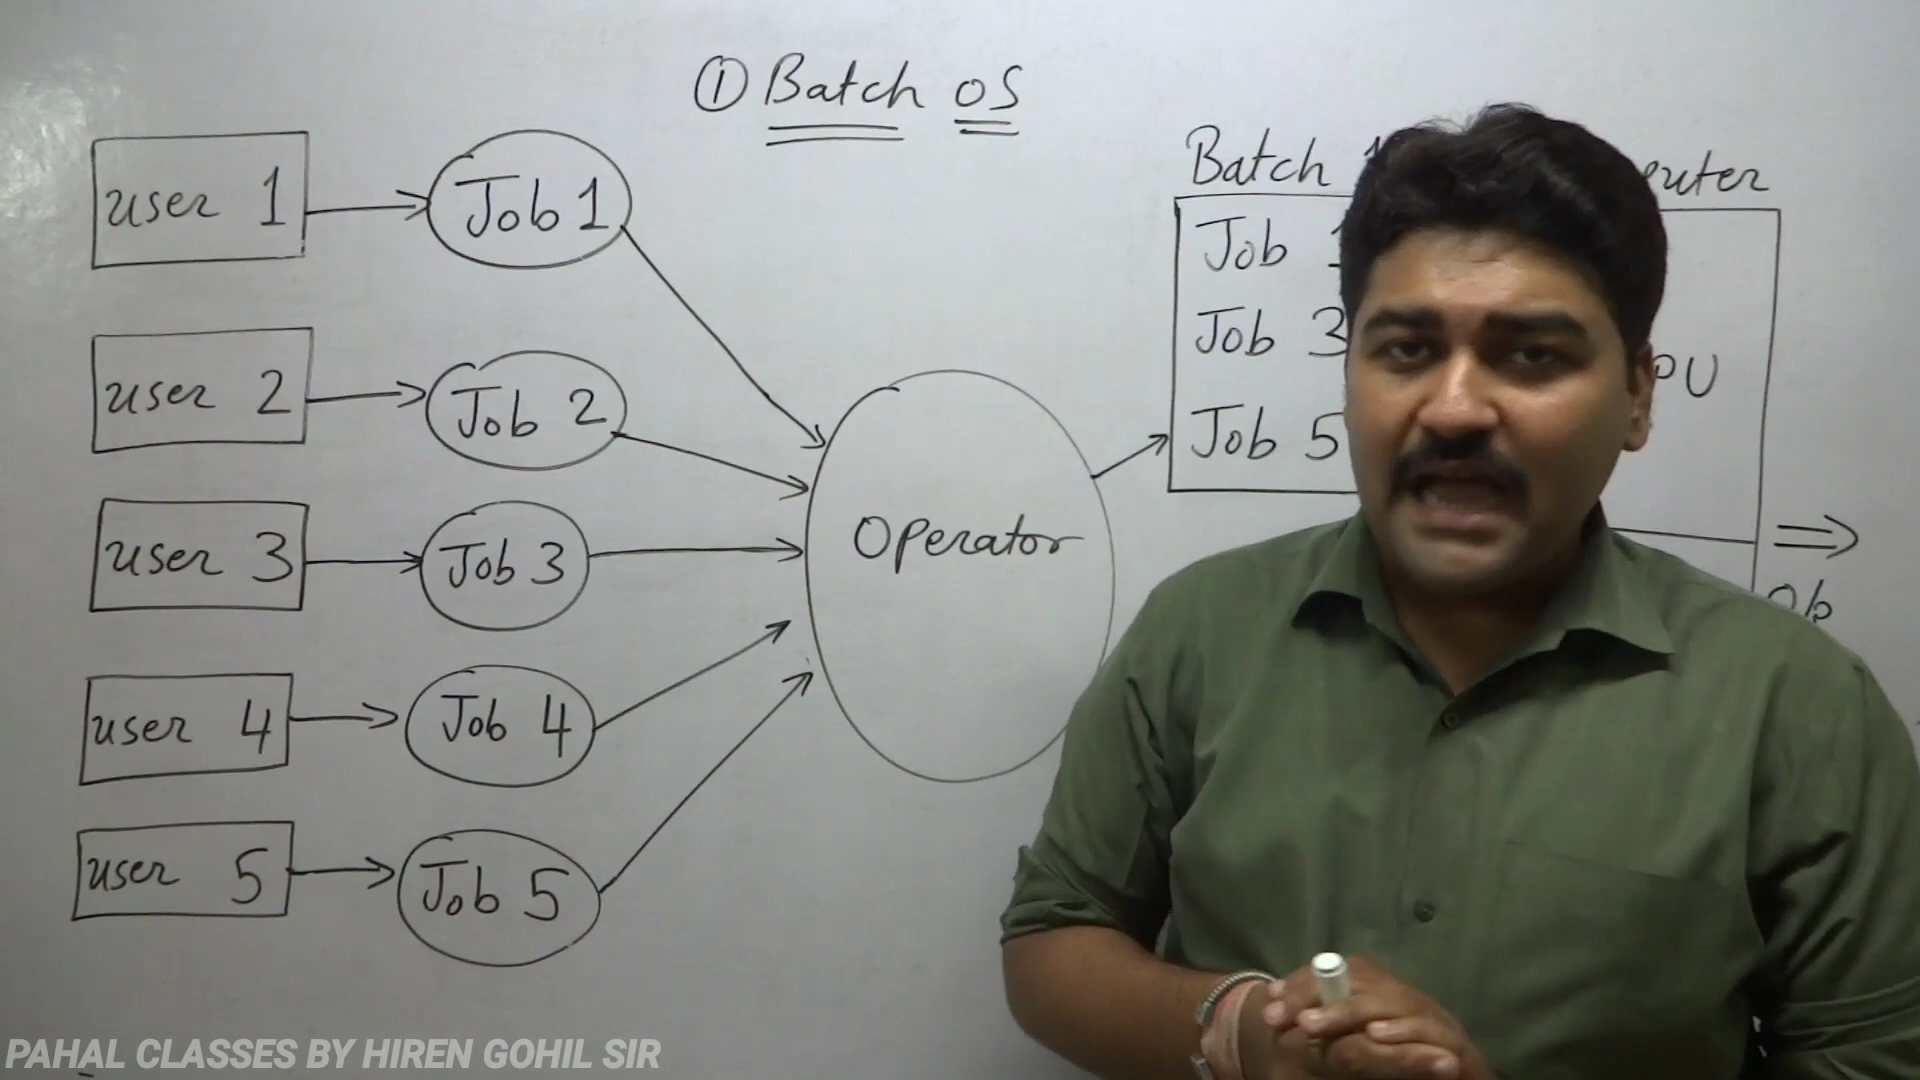 ① Batch OS
user 1
Job 1
user 2
Job 2
user 3
Job 3
user 4
Job 4
user 5
Job 5
Operator
Batch
Job
Job 3
Job 5
O/p
PAHAL CLASSES BY HIREN GOHIL SIR